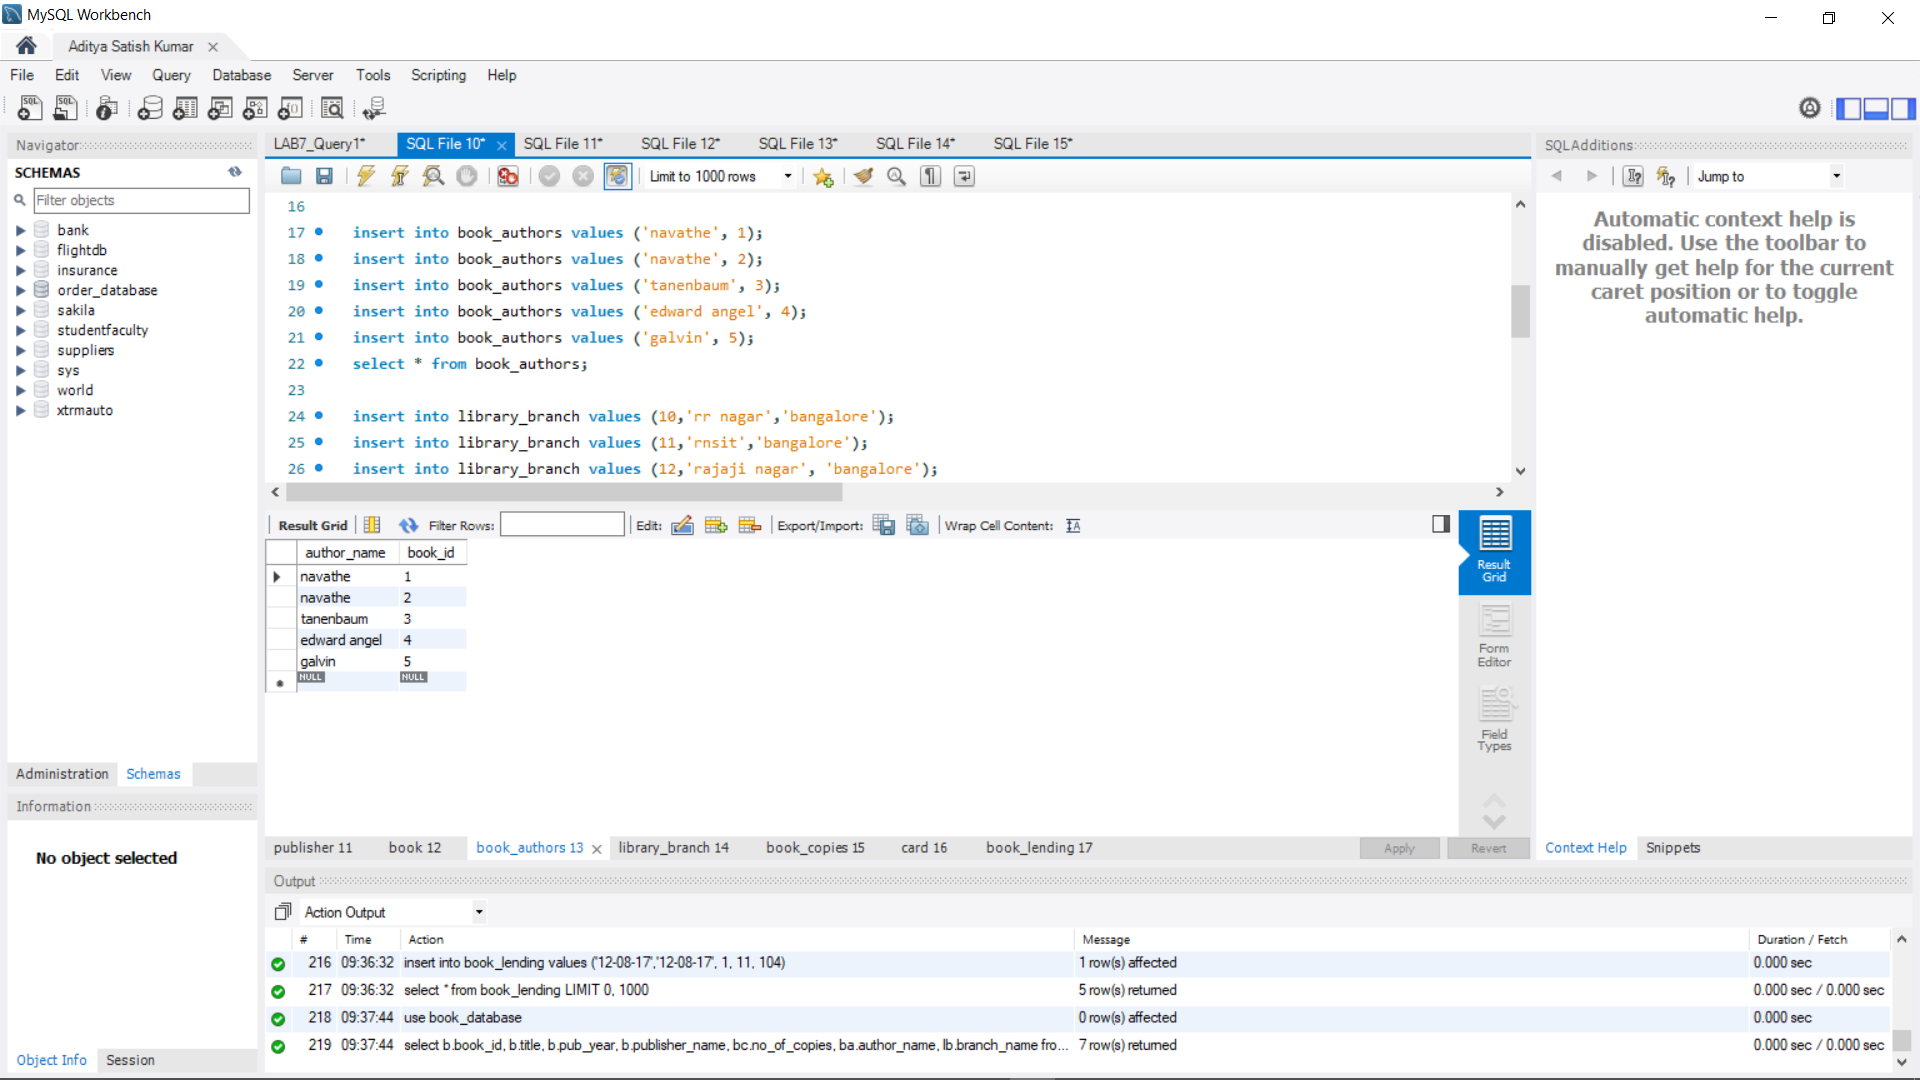 MySQL Workbench
Aditya Satish Kumar
File Edit View Query Database Server Tools Scripting Help
Navigator
SCHEMAS
Filter objects
bank
flightdb
insurance
order_database
sakila
studentfaculty
suppliers
sys
world
xtrmauto
Administration Schemas
Information
No object selected
Object Info Session
LAB7_Query1* SQL File 10* SQL File 11* SQL File 12* SQL File 13* SQL File 14* SQL File 15*
Limit to 1000 rows
16
17 insert into book_authors values ('navathe', 1);
18 insert into book_authors values ('navathe', 2);
19 insert into book_authors values ('tanenbaum', 3);
20 insert into book_authors values ('edward angel', 4);
21 insert into book_authors values ('galvin', 5);
22 select * from book_authors;
23
24 insert into library_branch values (10,'rr nagar','bangalore');
25 insert into library_branch values (11,'rnsit','bangalore');
26 insert into library_branch values (12,'rajaji nagar', 'bangalore');
Result Grid Filter Rows: Edit: Export/Import: Wrap Cell Content:
author_name book_id
navathe 1
navathe 2
tanenbaum 3
edward angel 4
galvin 5
NULL NULL
Result
Grid
Form
Editor
Field
Types
publisher 11 book 12 book_authors 13 library_branch 14 book_copies 15 card 16 book_lending 17
Apply Revert
SQLAdditions
Jump to
Automatic context help is
disabled. Use the toolbar to
manually get help for the current
caret position or to toggle
automatic help.
Context Help Snippets
Output
Action Output
# Time Action Message Duration / Fetch
216 09:36:32 insert into book_lending values ('12-08-17','12-08-17', 1, 11, 104) 1 row(s) affected 0.000 sec
217 09:36:32 select * from book_lending LIMIT 0, 1000 5 row(s) returned 0.000 sec / 0.000 sec
218 09:37:44 use book_database 0 row(s) affected 0.000 sec
219 09:37:44 select b.book_id, b.title, b.pub_year, b.publisher_name, bc.no_of_copies, ba.author_name, lb.branch_name fro... 7 row(s) returned 0.000 sec / 0.000 sec